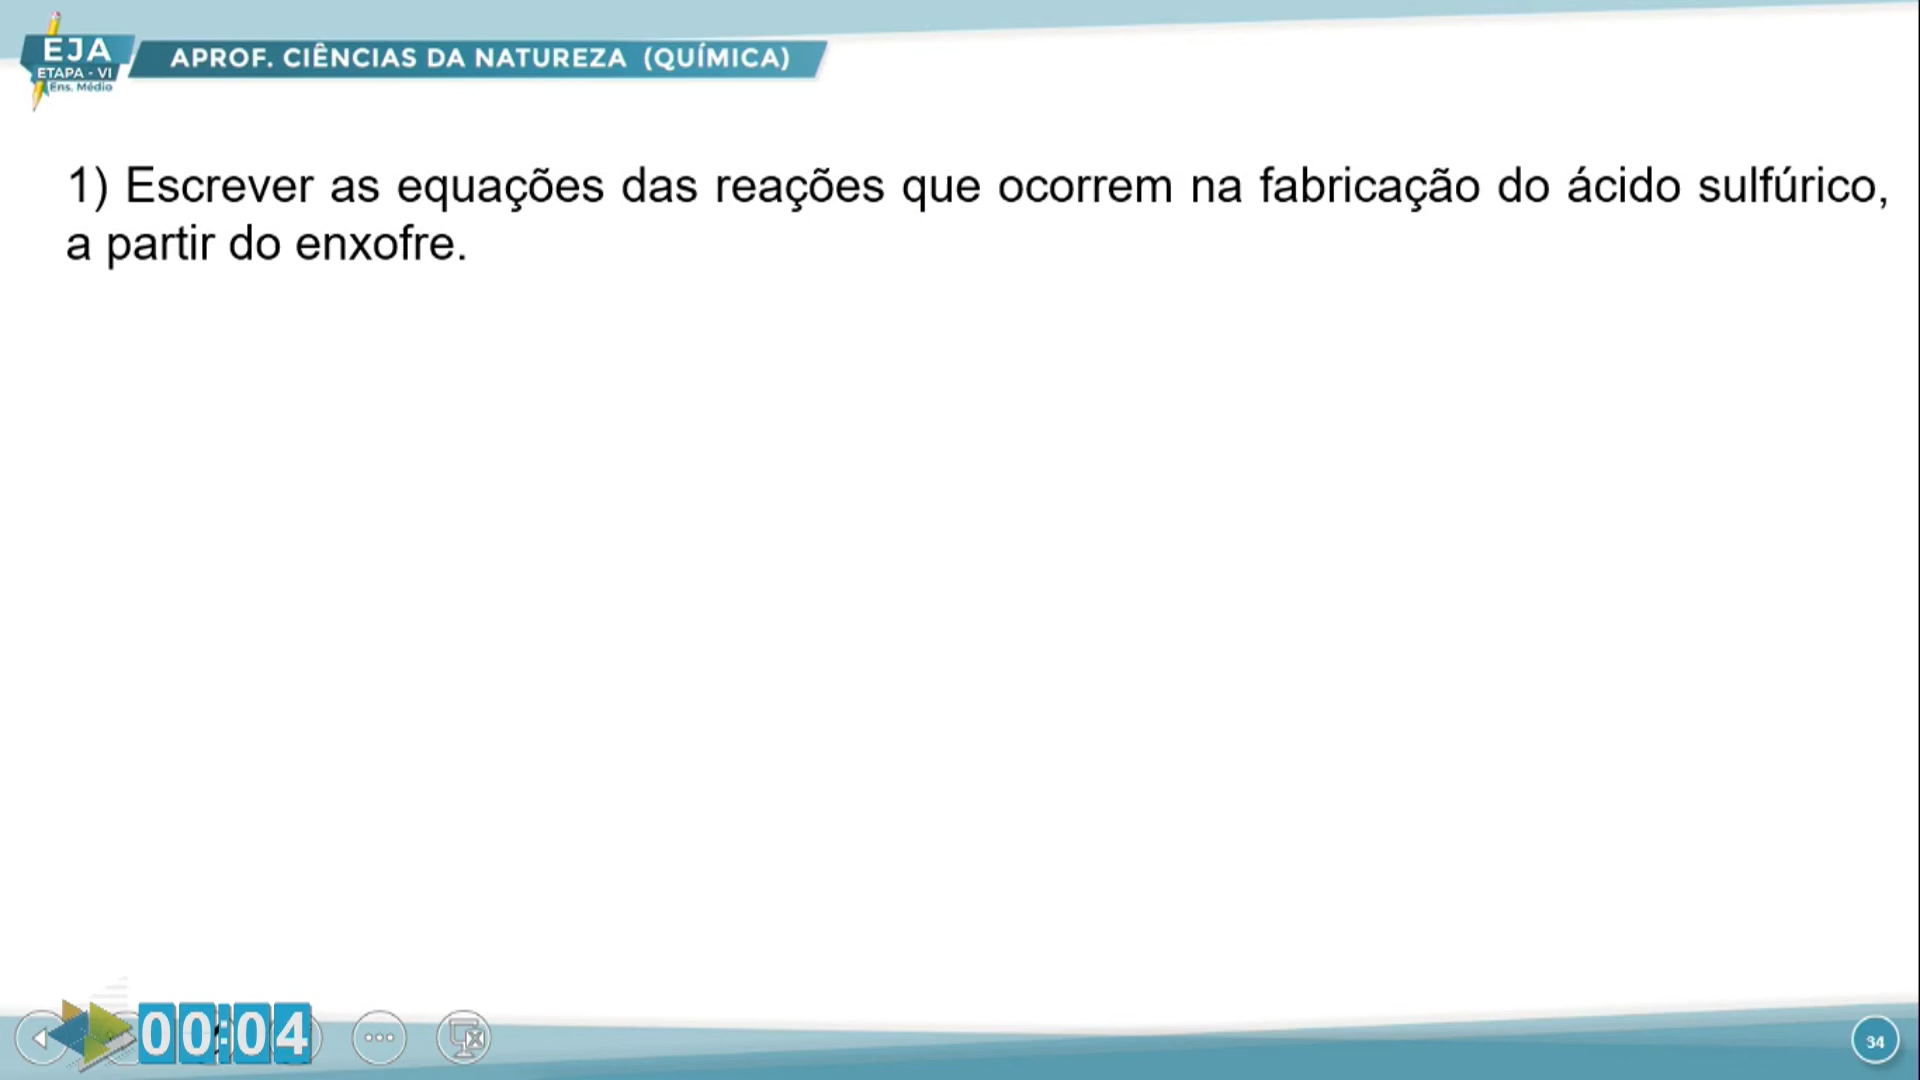 EJA
ETAPA - VI
Ens. Médio
APROF. CIÊNCIAS DA NATUREZA (QUÍMICA)
1) Escrever as equações das reações que ocorrem na fabricação do ácido sulfúrico,
a partir do enxofre.
00:04
34